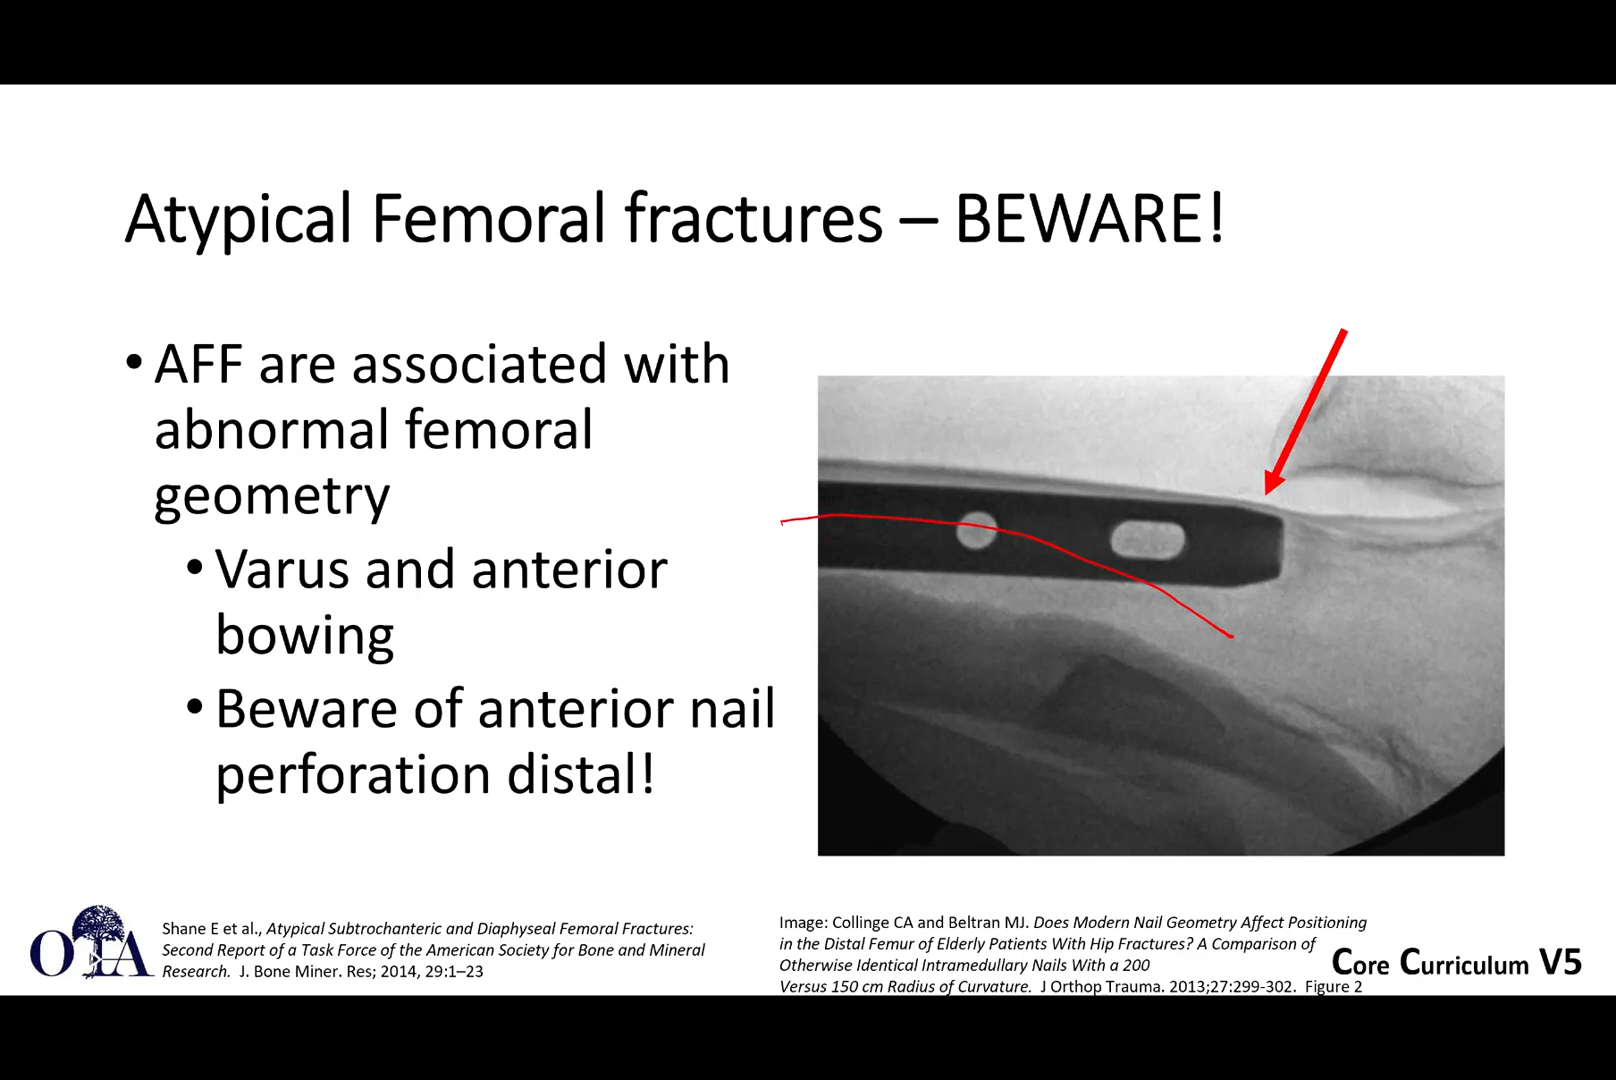 Atypical Femoral fractures – BEWARE!
• AFF are associated with
abnormal femoral
geometry
• Varus and anterior
bowing
• Beware of anterior nail
perforation distal!
OTA
Shane E et al., Atypical Subtrochanteric and Diaphyseal Femoral Fractures:
Second Report of a Task Force of the American Society for Bone and Mineral
Research. J. Bone Miner. Res; 2014, 29:1–23
Image: Collinge CA and Beltran MJ. Does Modern Nail Geometry Affect Positioning
in the Distal Femur of Elderly Patients With Hip Fractures? A Comparison of
Otherwise Identical Intramedullary Nails With a 200
Versus 150 cm Radius of Curvature. J Orthop Trauma. 2013;27:299-302. Figure 2
Core Curriculum V5